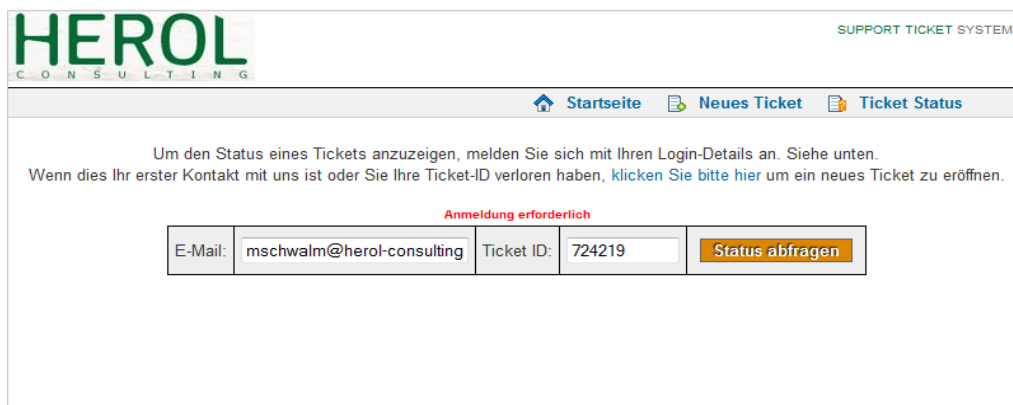 HEROL
CONSULTING
SUPPORT TICKET SYSTEM
Startseite Neues Ticket Ticket Status
Um den Status eines Tickets anzuzeigen, melden Sie sich mit Ihren Login-Details an. Siehe unten.
Wenn dies Ihr erster Kontakt mit uns ist oder Sie Ihre Ticket-ID verloren haben, klicken Sie bitte hier um ein neues Ticket zu eröffnen.
Anmeldung erforderlich
E-Mail: mschwalm@herol-consulting Ticket ID: 724219 Status abfragen